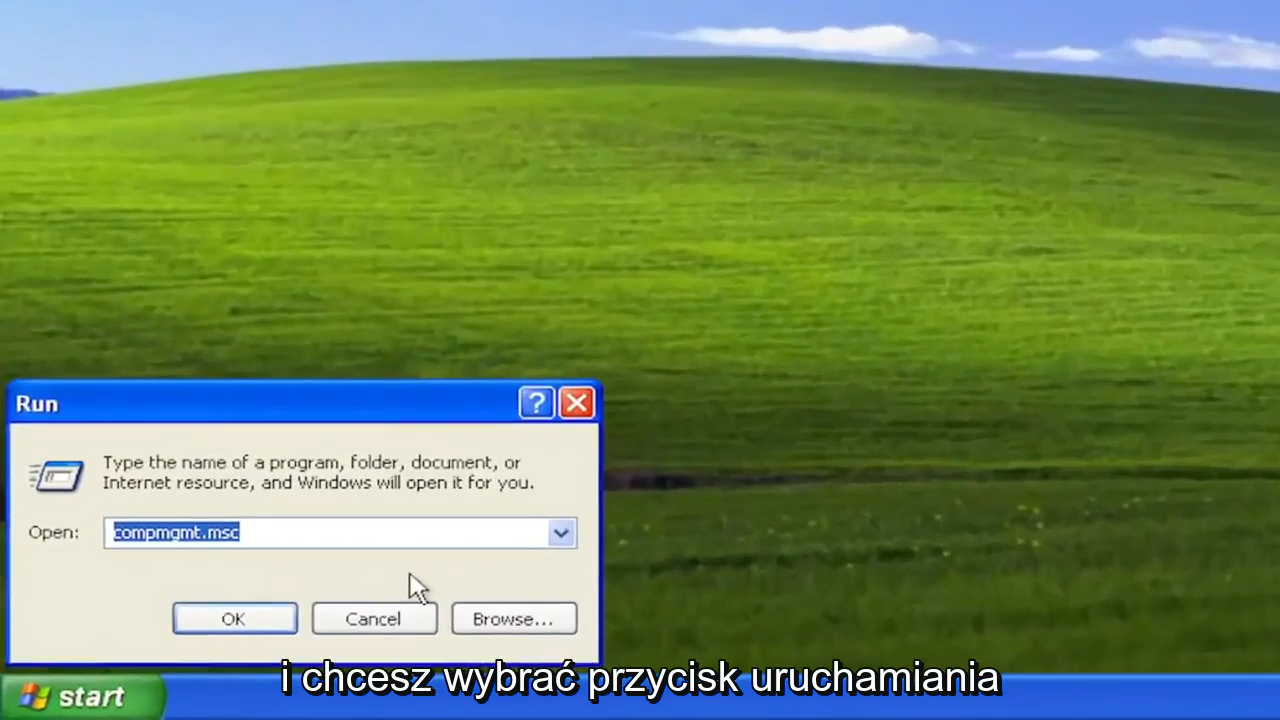 Run
Type the name of a program, folder, document, or
Internet resource, and Windows will open it for you.
Open:
compmgmt.msc
OK
Cancel
Browse...
i chcesz wybrać przycisk uruchamiania
start